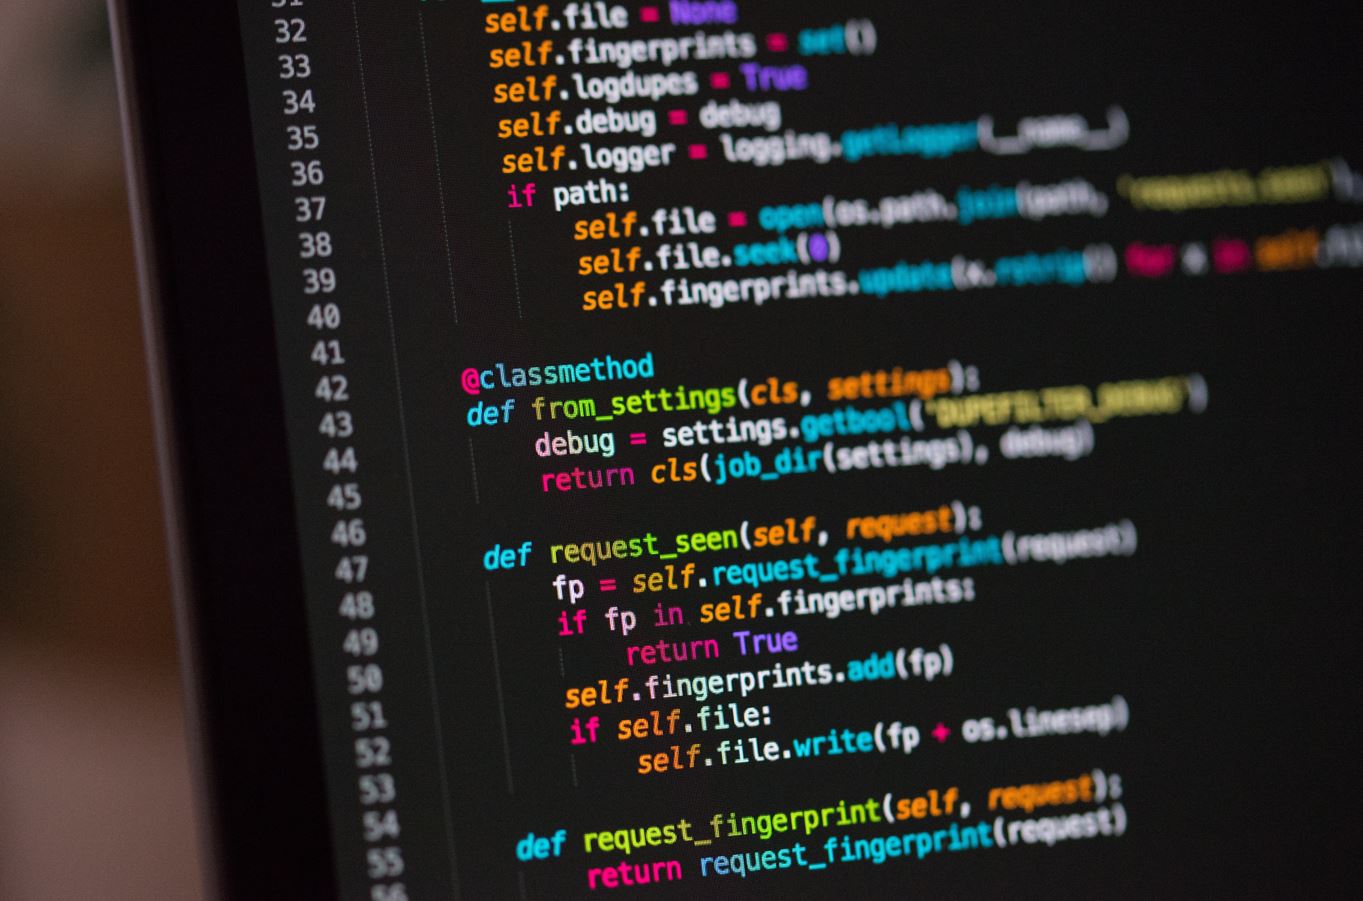 31
32 self.file = None
33 self.fingerprints = set()
34 self.logdupes = True
35 self.debug = debug
36 self.logger = logging.getLogger(__name__)
37 if path:
38 self.file = open(os.path.join(path, 'requests.seen'),
39 self.file.seek(0)
40 self.fingerprints.update(x.rstrip() for x in self.
41
42 @classmethod
43 def from_settings(cls, settings):
44 debug = settings.getbool('DUPEFILTER_DEBUG')
45 return cls(job_dir(settings), debug)
46
47 def request_seen(self, request):
48 fp = self.request_fingerprint(request)
49 if fp in self.fingerprints:
50 return True
51 self.fingerprints.add(fp)
52 if self.file:
53 self.file.write(fp + os.linesep)
54
55 def request_fingerprint(self, request):
56 return request_fingerprint(request)